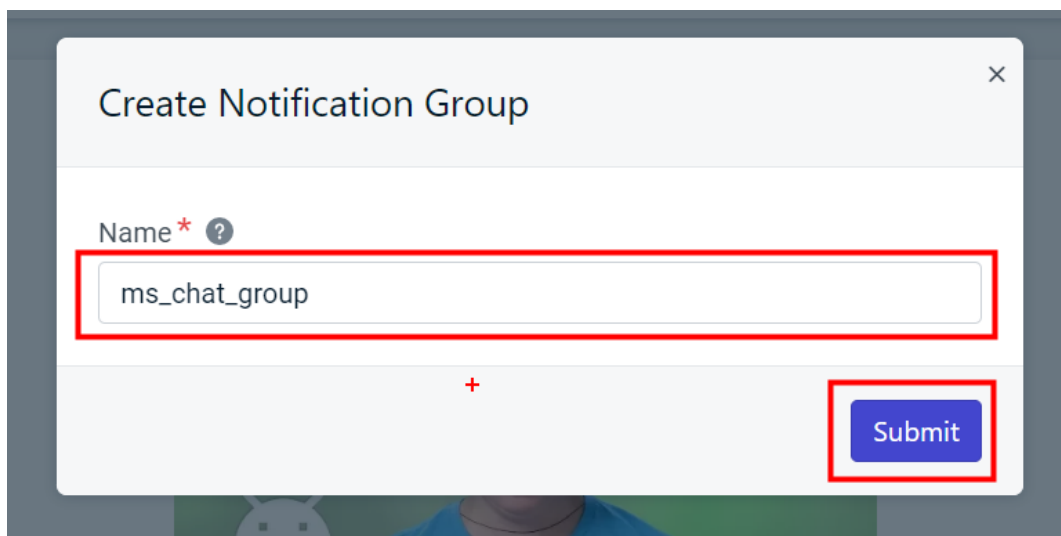 ×
Create Notification Group
Name* ?
ms_chat_group
Submit